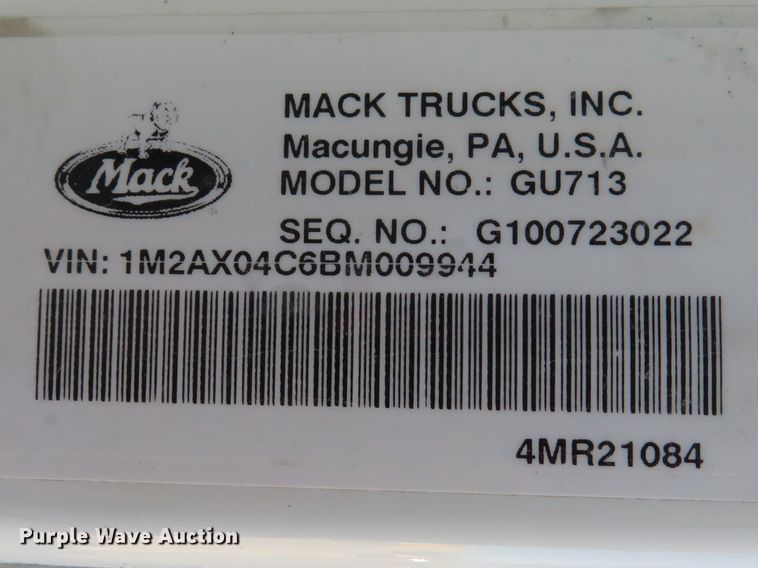 MACK TRUCKS, INC.
Mack
Macungie, PA, U.S.A.
MODEL NO.: GU713
SEQ. NO.: G100723022
VIN: 1M2AX04C6BM009944
4MR21084
Purple Wave Auction